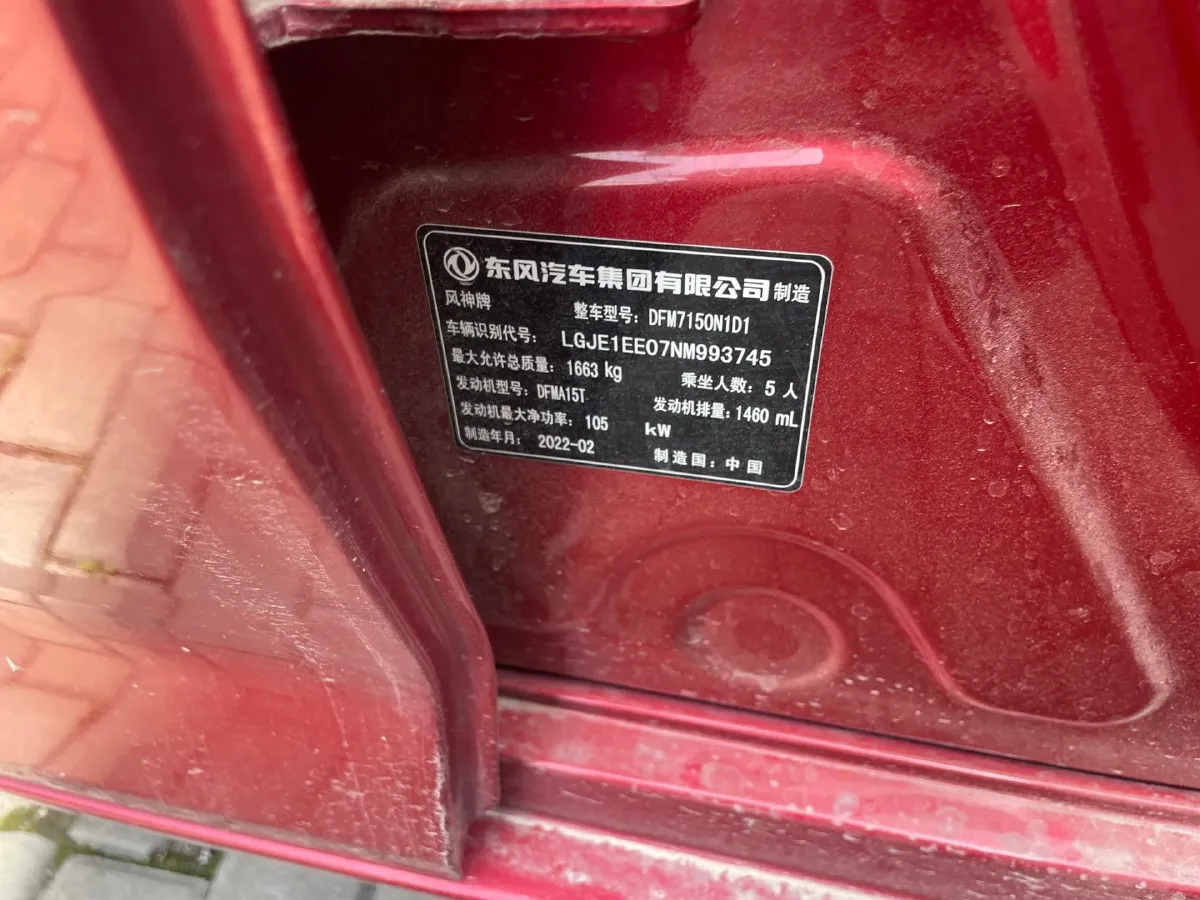 东风汽车集团有限公司制造
风神牌 整车型号：DFM7150N1D1
车辆识别代号：LGJE1EE07NM993745
最大允许总质量：1663 kg 乘坐人数：5 人
发动机型号：DFMA15T 发动机排量：1460 mL
发动机最大净功率：105 kW
制造年月：2022-02 制造国：中国